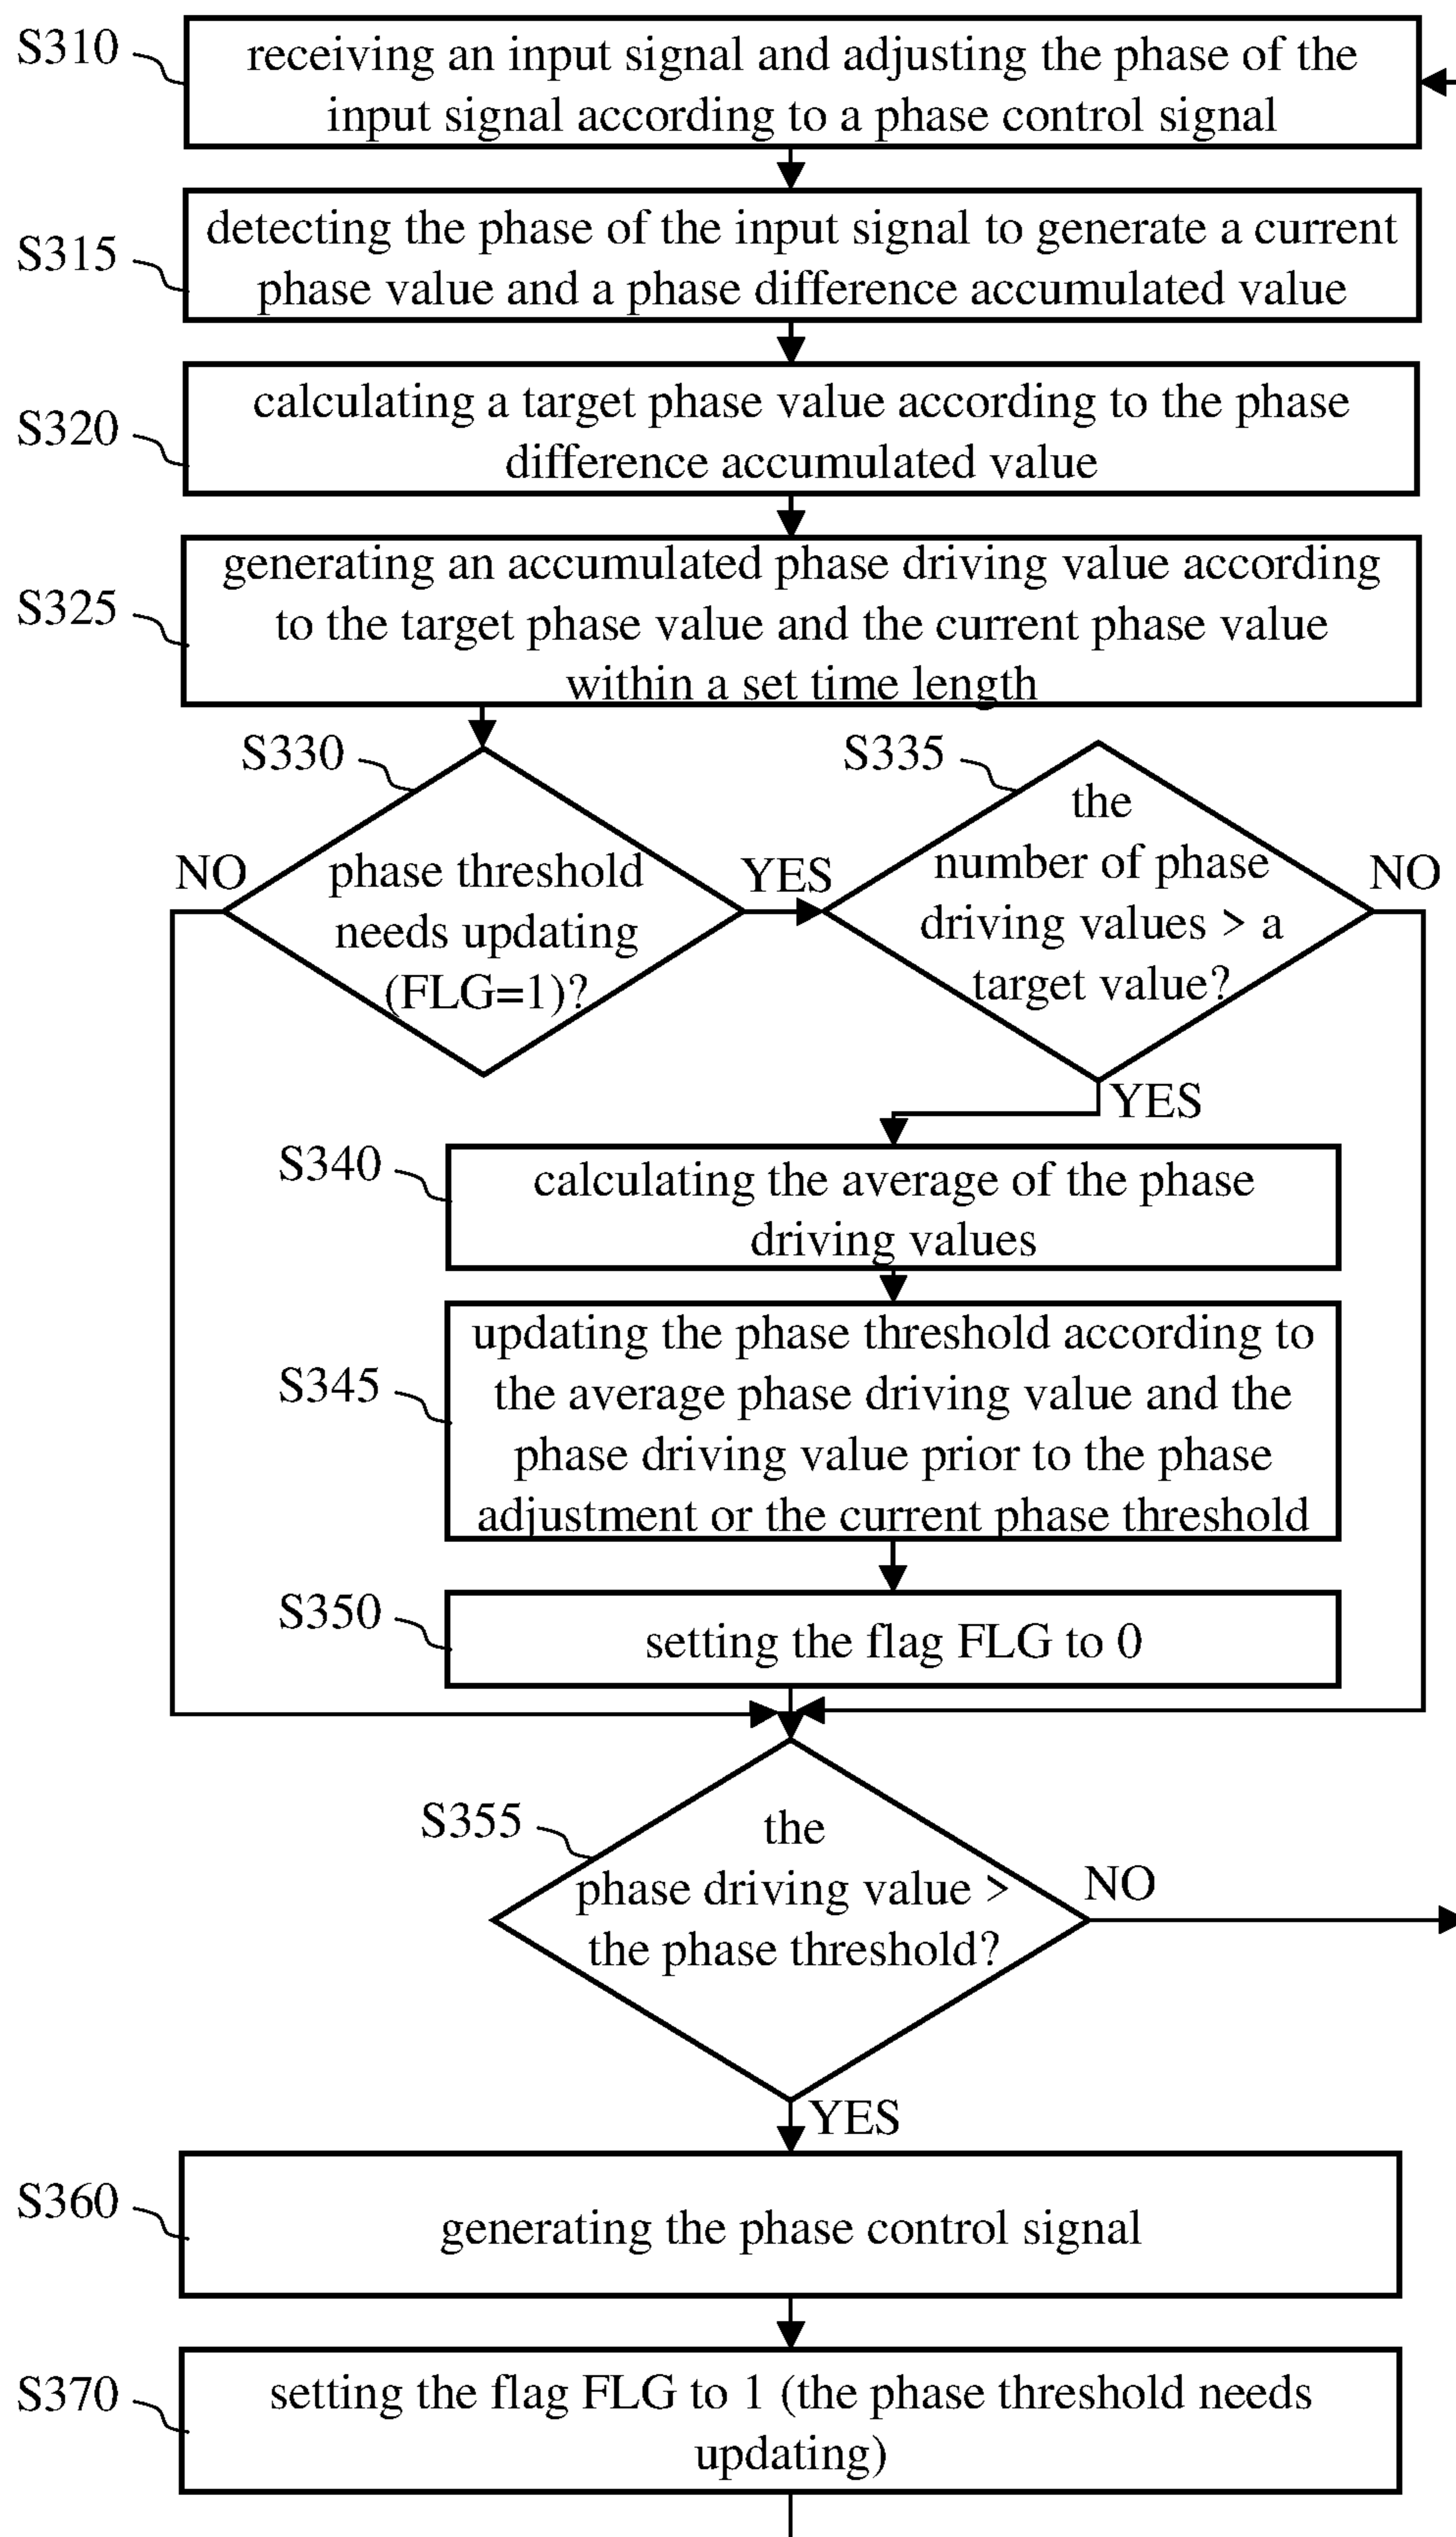 S310
receiving an input signal and adjusting the phase of the
input signal according to a phase control signal
S315
detecting the phase of the input signal to generate a current
phase value and a phase difference accumulated value
S320
calculating a target phase value according to the phase
difference accumulated value
S325
generating an accumulated phase driving value according
to the target phase value and the current phase value
within a set time length
S330
phase threshold
needs updating
(FLG=1)?
NO
YES
S335
the
number of phase
driving values > a
target value?
NO
YES
S340
calculating the average of the phase
driving values
S345
updating the phase threshold according to
the average phase driving value and the
phase driving value prior to the phase
adjustment or the current phase threshold
S350
setting the flag FLG to 0
S355
the
phase driving value >
the phase threshold?
NO
YES
S360
generating the phase control signal
S370
setting the flag FLG to 1 (the phase threshold needs
updating)